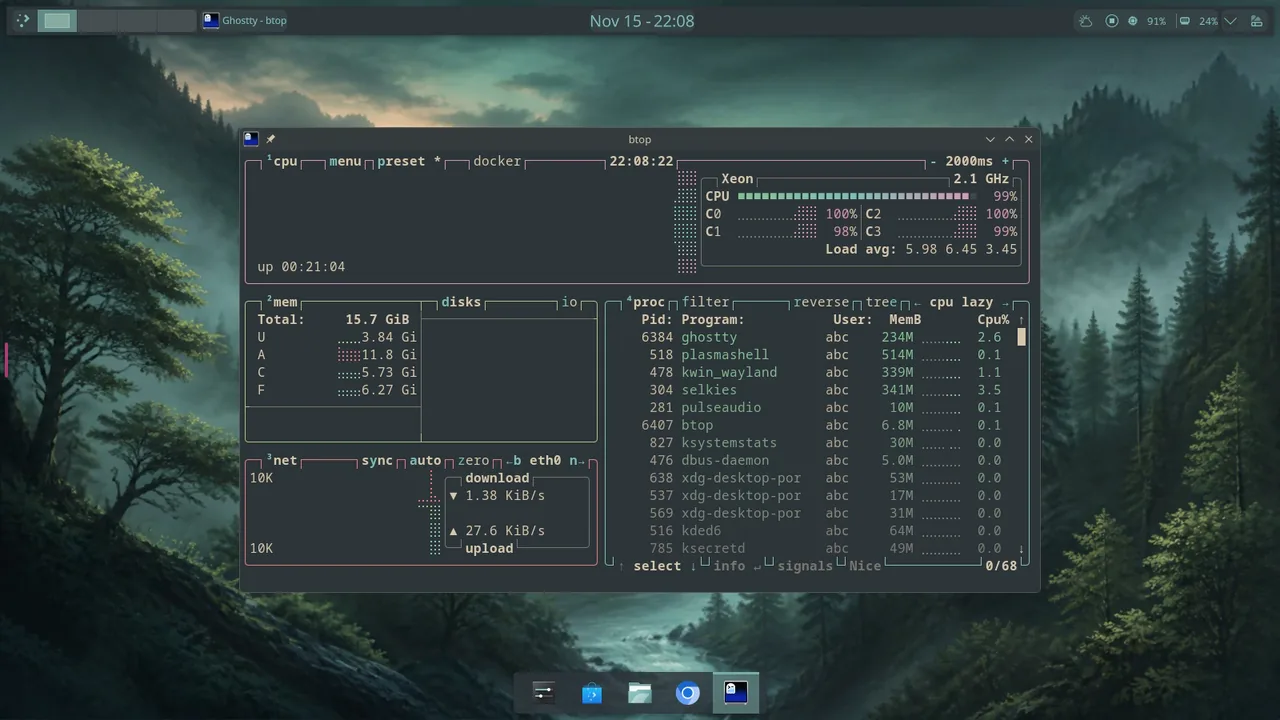 Ghostty - btop
Nov 15 - 22:08
91% 24%
btop
¹cpu menu preset * docker 22:08:22 - 2000ms +
Xeon 2.1 GHz
CPU 99%
C0 100% C2 100%
C1 98% C3 99%
Load avg: 5.98 6.45 3.45
up 00:21:04
²mem disks io
Total: 15.7 GiB
U 3.84 Gi
A 11.8 Gi
C 5.73 Gi
F 6.27 Gi
³net sync auto zero ←b eth0 n→
10K
download
▼ 1.38 KiB/s
▲ 27.6 KiB/s
10K
upload
⁴proc filter reverse tree ← cpu lazy →
Pid: Program: User: MemB Cpu% ↑
6384 ghostty abc 234M 2.6
518 plasmashell abc 514M 0.1
478 kwin_wayland abc 339M 1.1
304 selkies abc 341M 3.5
281 pulseaudio abc 10M 0.1
6407 btop abc 6.8M 0.1
827 ksystemstats abc 30M 0.0
476 dbus-daemon abc 5.0M 0.0
638 xdg-desktop-por abc 53M 0.0
537 xdg-desktop-por abc 17M 0.0
569 xdg-desktop-por abc 31M 0.0
516 kded6 abc 64M 0.0
785 ksecretd abc 49M 0.0 ↓
↑ select ↓ info ↵ signals Nice 0/68